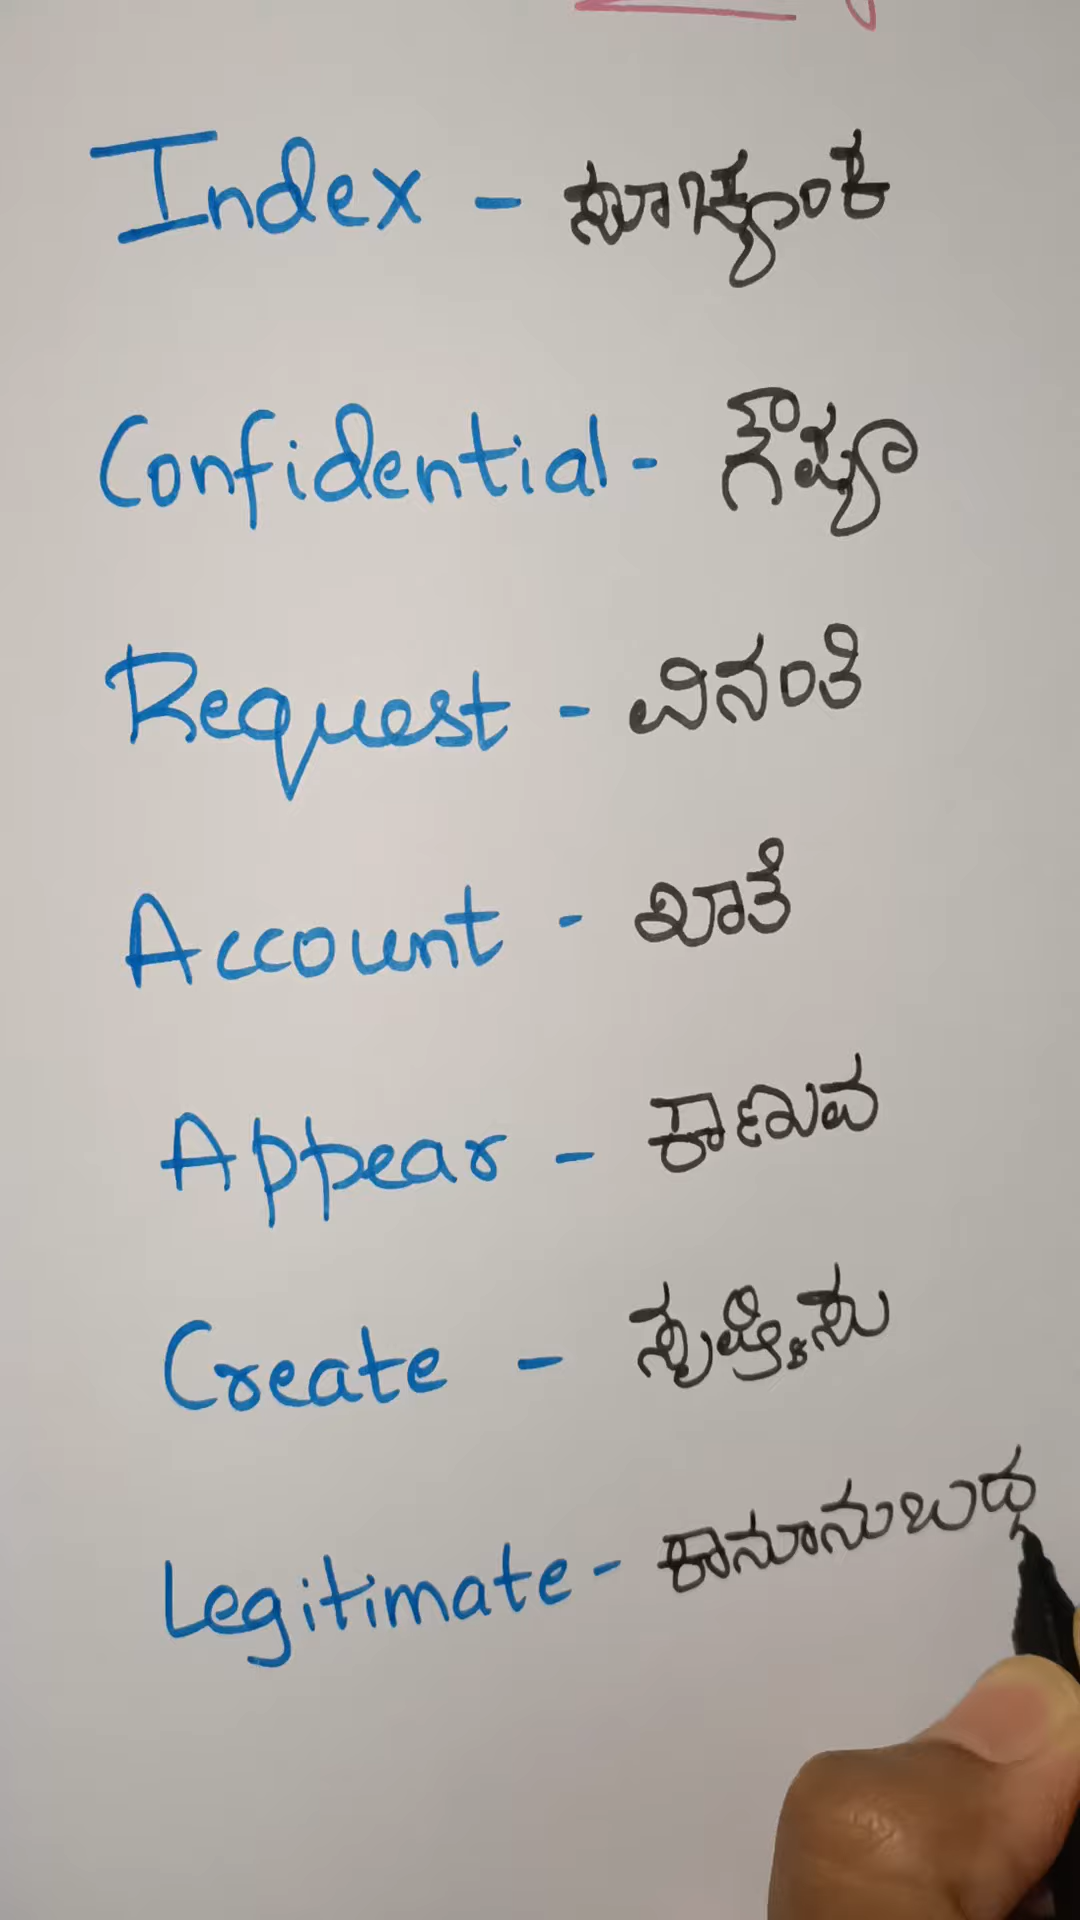 Index - ಸೂಚ್ಯಂಕ
Confidential - ಗೌಪ್ಯ
Request - ವಿನಂತಿ
Account - ಖಾತೆ
Appear - ಕಾಣುವ
Create - ಸೃಷ್ಠಿಸು
Legitimate - ಕಾನೂನುಬದ್ಧ